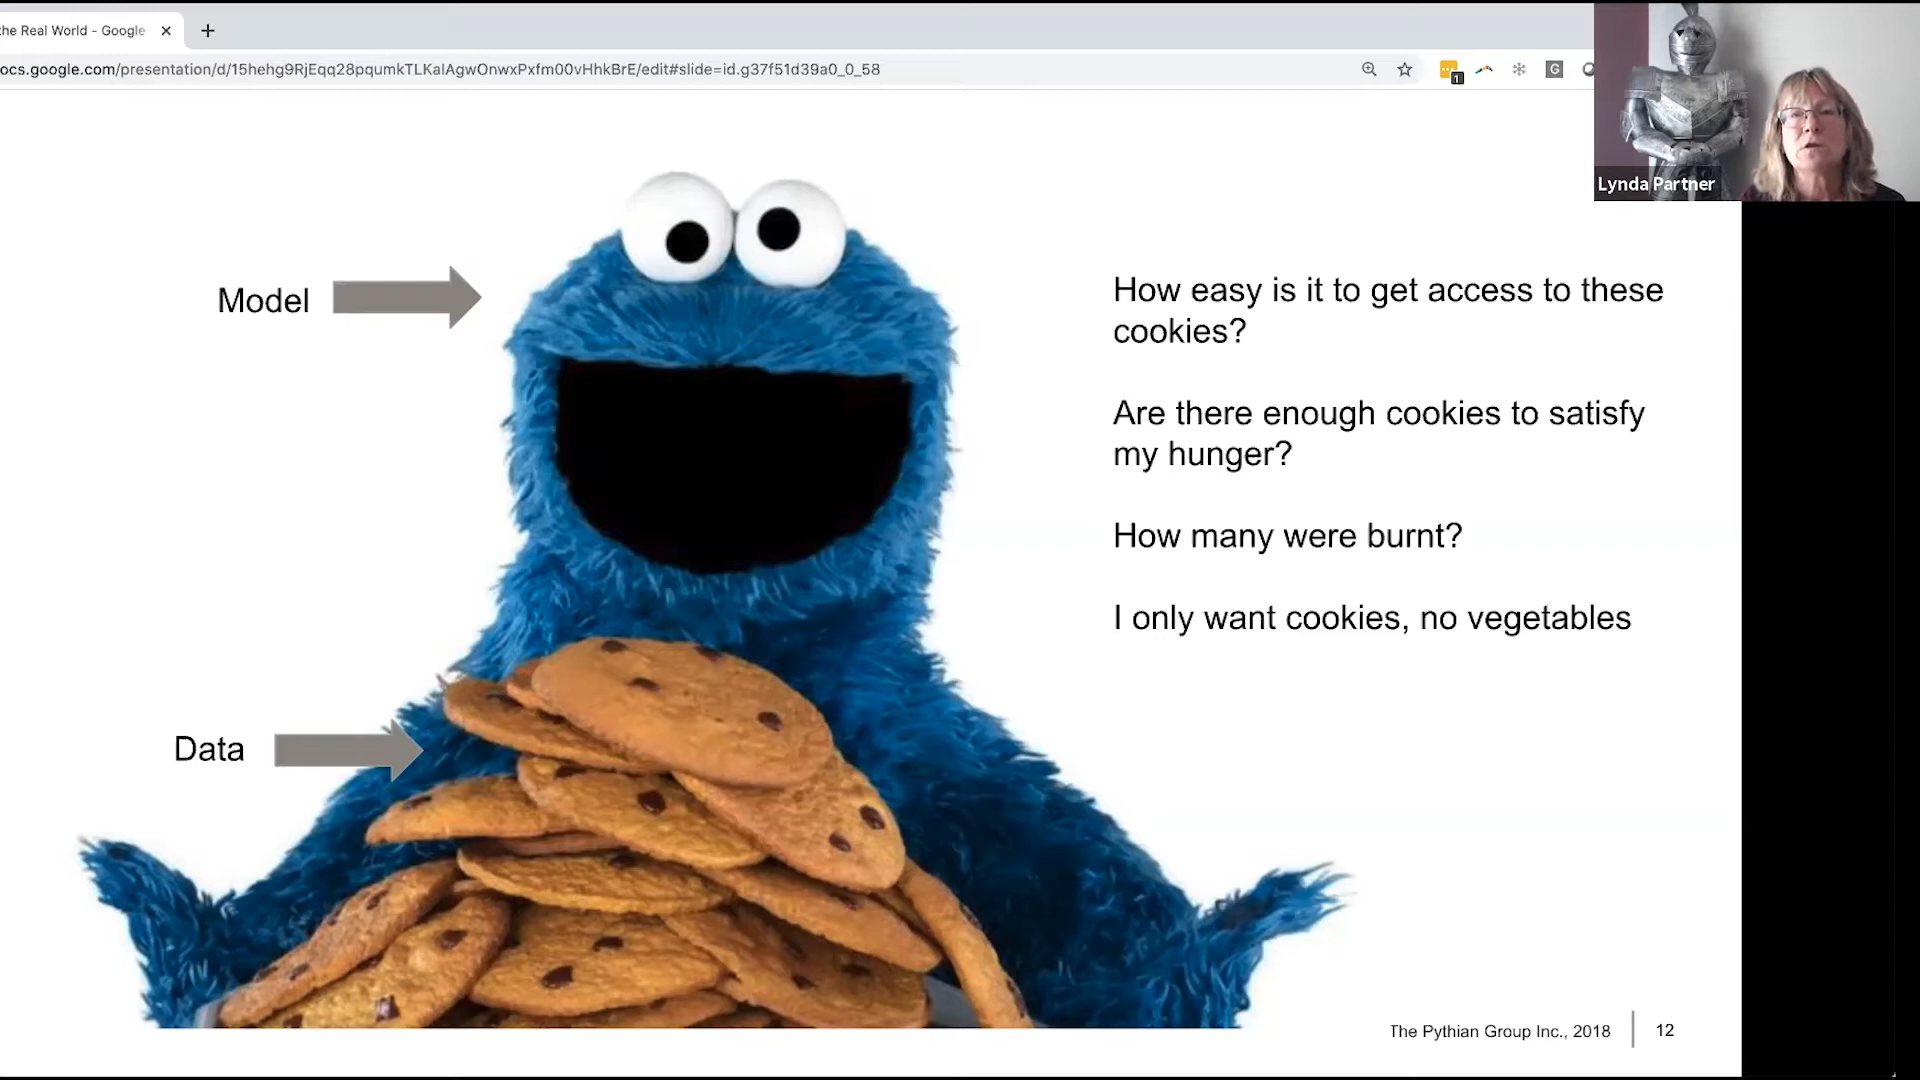 the Real World - Google
ocs.google.com/presentation/d/15hehg9RjEqq28pqumkTLKalAgwOnwxPxfm00vHhkBrE/edit#slide=id.g37f51d39a0_0_58
1
G
Lynda Partner
Model
How easy is it to get access to these
cookies?
Are there enough cookies to satisfy
my hunger?
How many were burnt?
I only want cookies, no vegetables
Data
The Pythian Group Inc., 2018
12